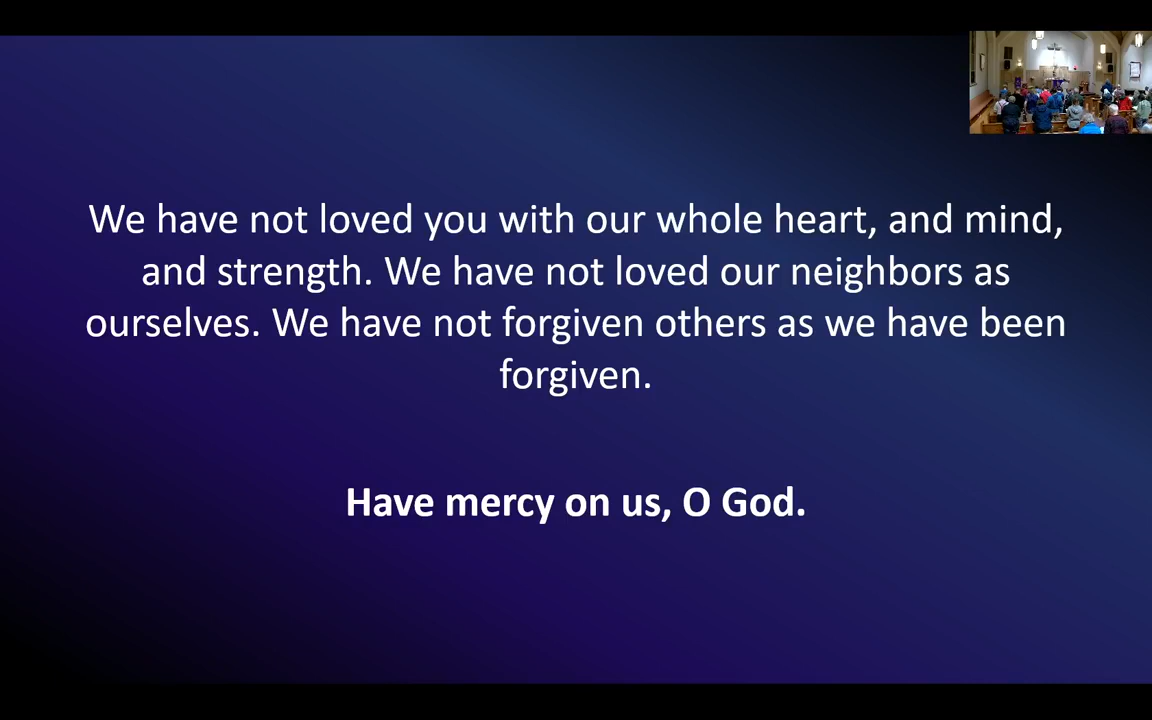 We have not loved you with our whole heart, and mind,
and strength. We have not loved our neighbors as
ourselves. We have not forgiven others as we have been
forgiven.
Have mercy on us, O God.